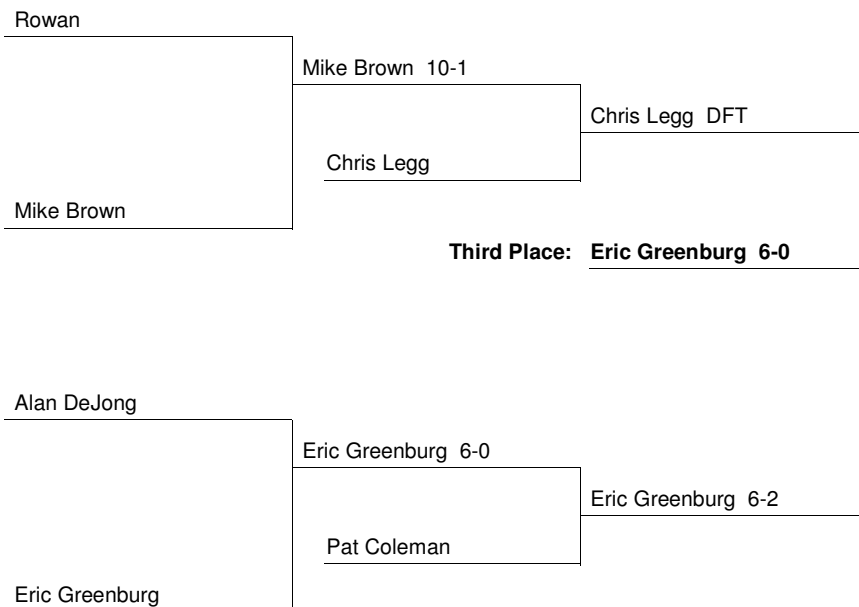 Rowan
Mike Brown 10-1
Chris Legg DFT
Chris Legg
Mike Brown
Third Place: Eric Greenburg 6-0
Alan DeJong
Eric Greenburg 6-0
Eric Greenburg 6-2
Pat Coleman
Eric Greenburg